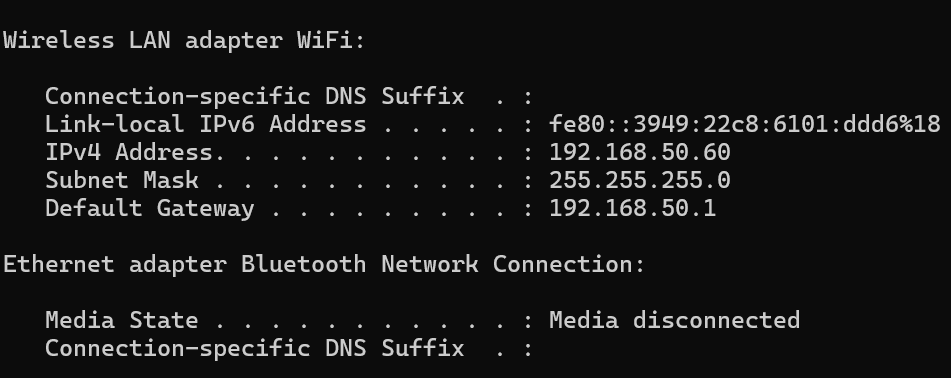 Wireless LAN adapter WiFi:
   Connection-specific DNS Suffix  . :
   Link-local IPv6 Address . . . . . : fe80::3949:22c8:6101:ddd6%18
   IPv4 Address. . . . . . . . . . . : 192.168.50.60
   Subnet Mask . . . . . . . . . . . : 255.255.255.0
   Default Gateway . . . . . . . . . : 192.168.50.1
Ethernet adapter Bluetooth Network Connection:
   Media State . . . . . . . . . . . : Media disconnected
   Connection-specific DNS Suffix  . :